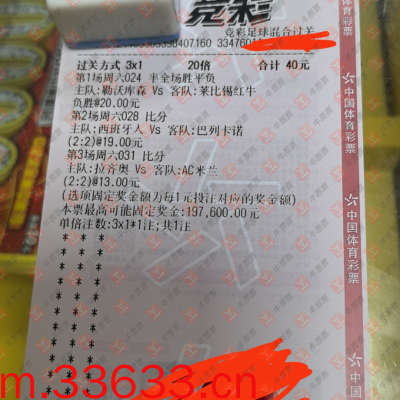 竞彩
竞彩足球混合过关
过关方式 3x1 20倍 合计 40元
第1场周六024 半全场胜平负
主队:勒沃库森 Vs 客队:莱比锡红牛
负胜@20.00元
第2场周六028 比分
主队:西班牙人 Vs 客队:巴列卡诺
(2:2)@19.00元
第3场周六031 比分
主队:拉齐奥 Vs 客队:AC米兰
(2:2)@13.00元
(选项固定奖金额为每1元投注对应的奖金额)
本票最高可能固定奖金:197,600.00元
单倍注数:3x1*1注;共1注
中国体育彩票
中国体育彩票
中国体育彩票
m.33633.cn